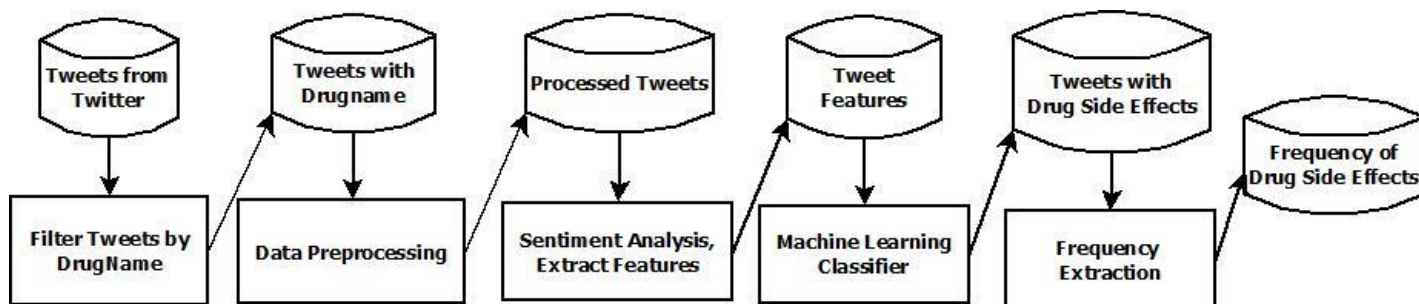 Tweets from
Twitter
Filter Tweets by
DrugName
Tweets with
Drugname
Data Preprocessing
Processed Tweets
Sentiment Analysis,
Extract Features
Tweet
Features
Machine Learning
Classifier
Tweets with
Drug Side Effects
Frequency
Extraction
Frequency of
Drug Side Effects